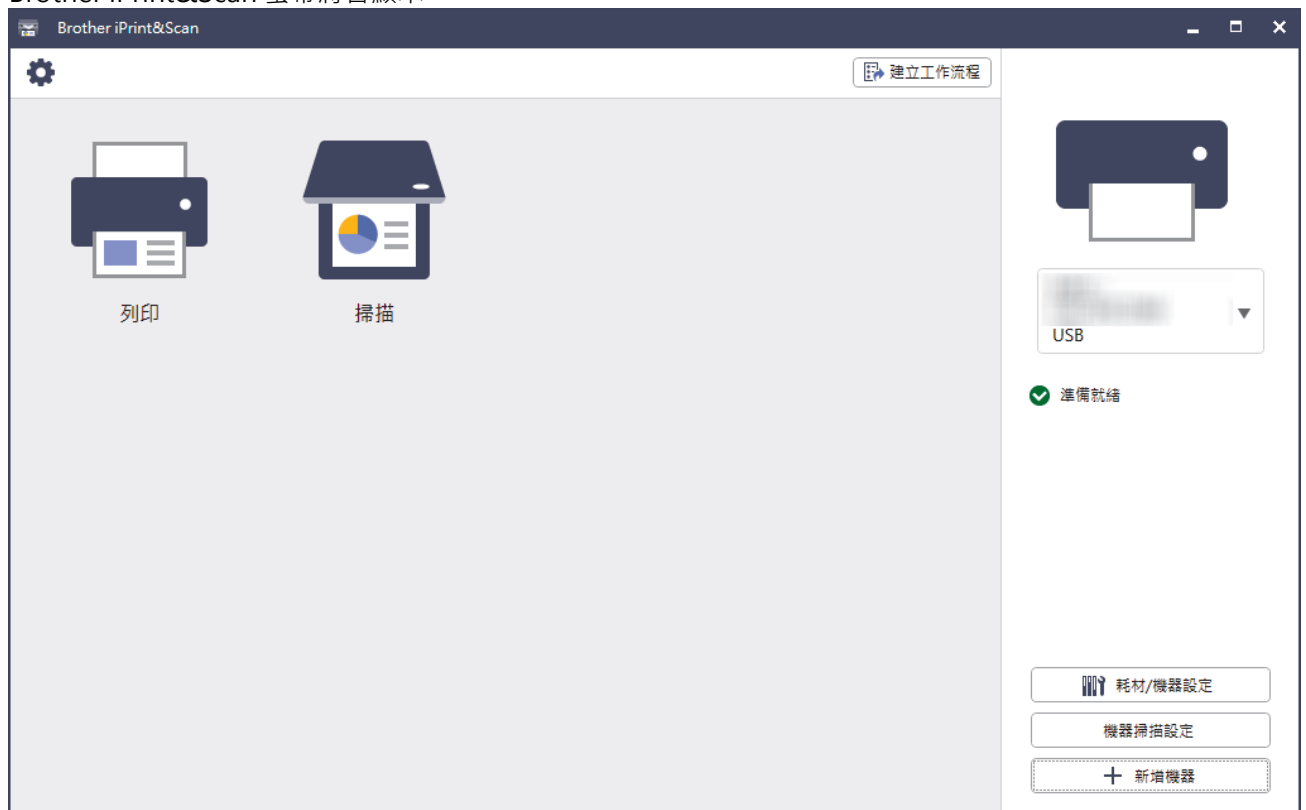 Brother iPrint&Scan
建立工作流程
列印
掃描
USB
準備就緒
耗材/機器設定
機器掃描設定
新增機器